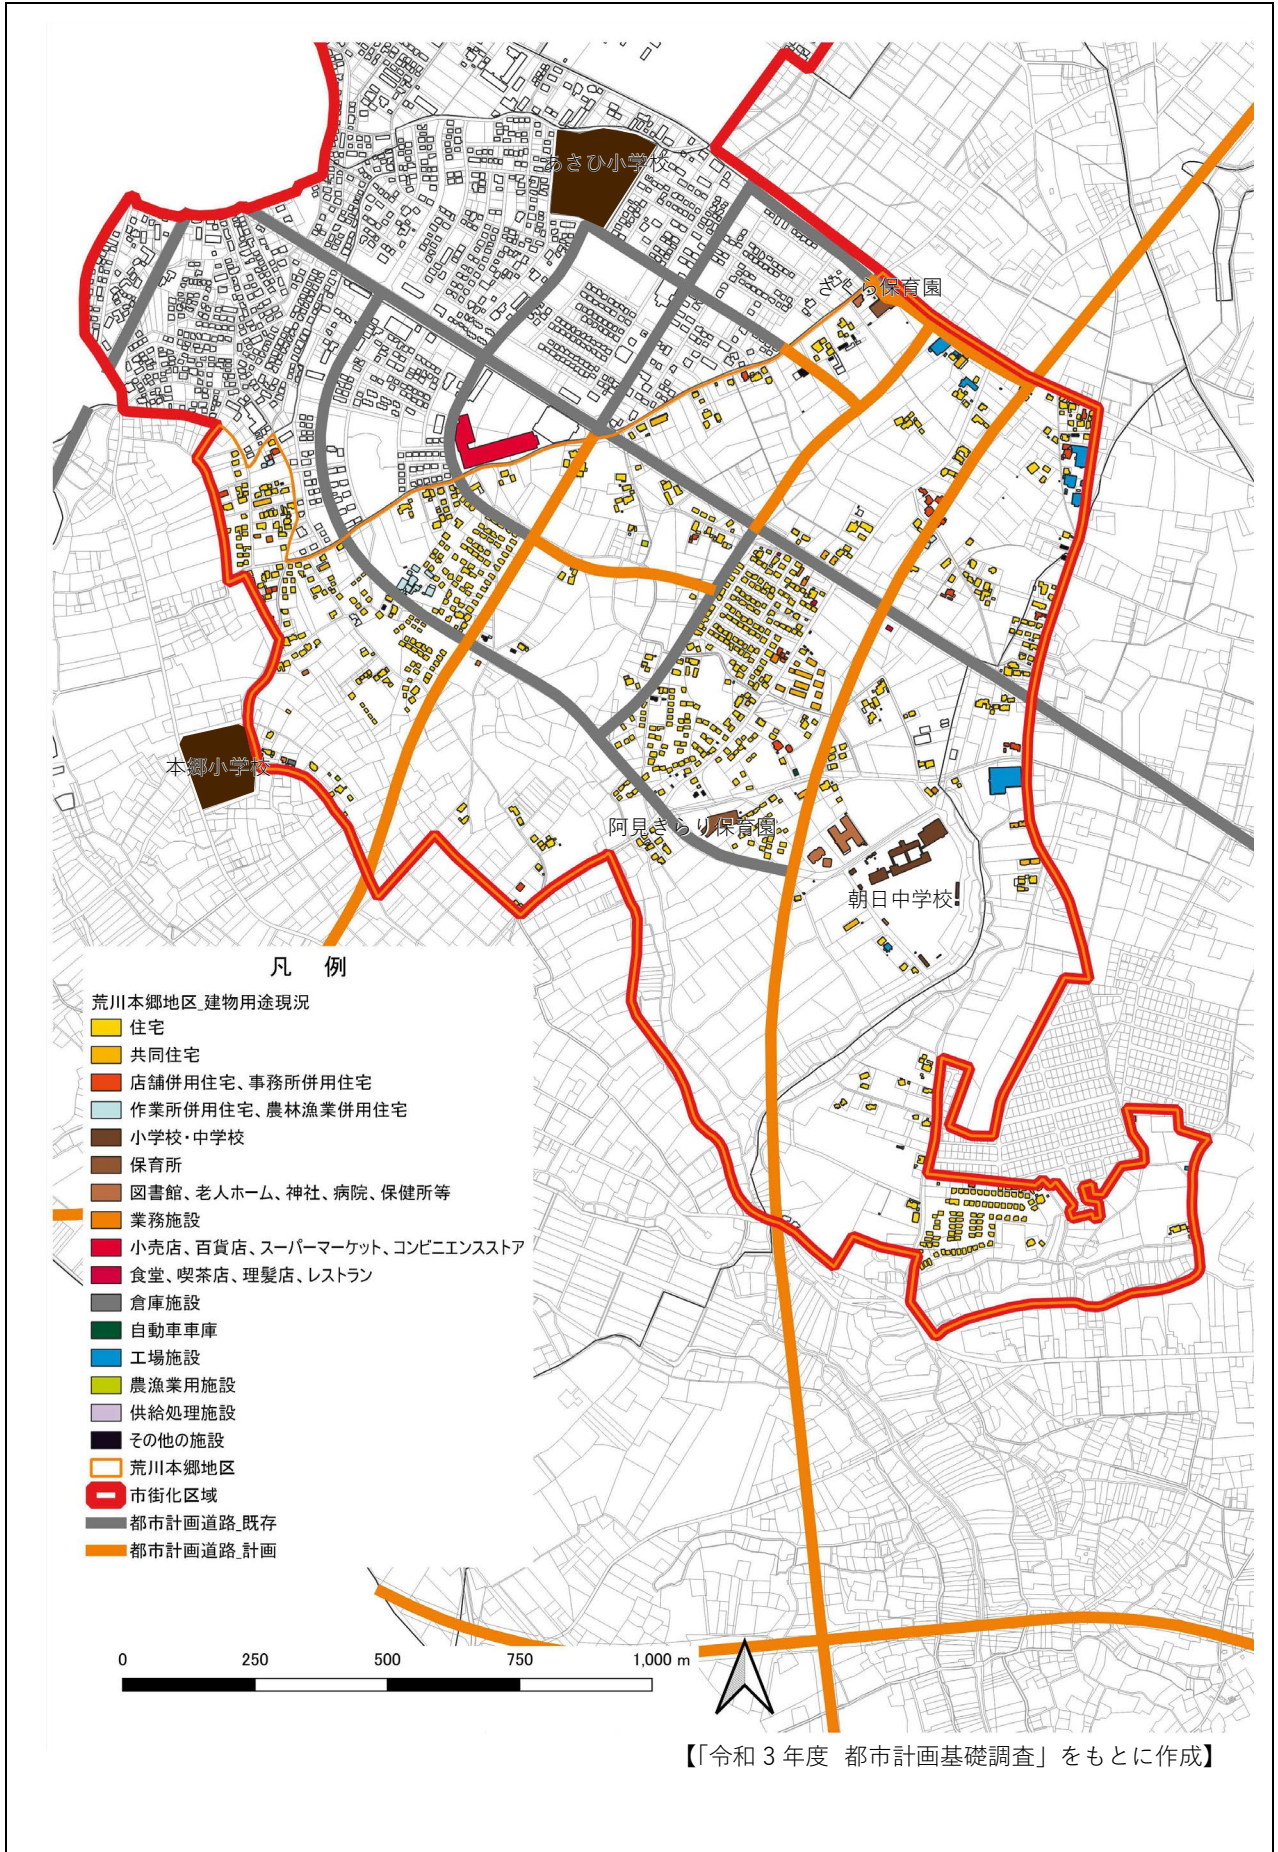 あさひ小学校
さくら保育園
本郷小学校
阿見きらり保育園
朝日中学校
凡 例
荒川本郷地区_建物用途現況
住宅
共同住宅
店舗併用住宅、事務所併用住宅
作業所併用住宅、農林漁業併用住宅
小学校・中学校
保育所
図書館、老人ホーム、神社、病院、保健所等
業務施設
小売店、百貨店、スーパーマーケット、コンビニエンスストア
食堂、喫茶店、理髪店、レストラン
倉庫施設
自動車車庫
工場施設
農漁業用施設
供給処理施設
その他の施設
荒川本郷地区
市街化区域
都市計画道路_既存
都市計画道路_計画
0 250 500 750 1,000 m
【「令和3年度 都市計画基礎調査」をもとに作成】